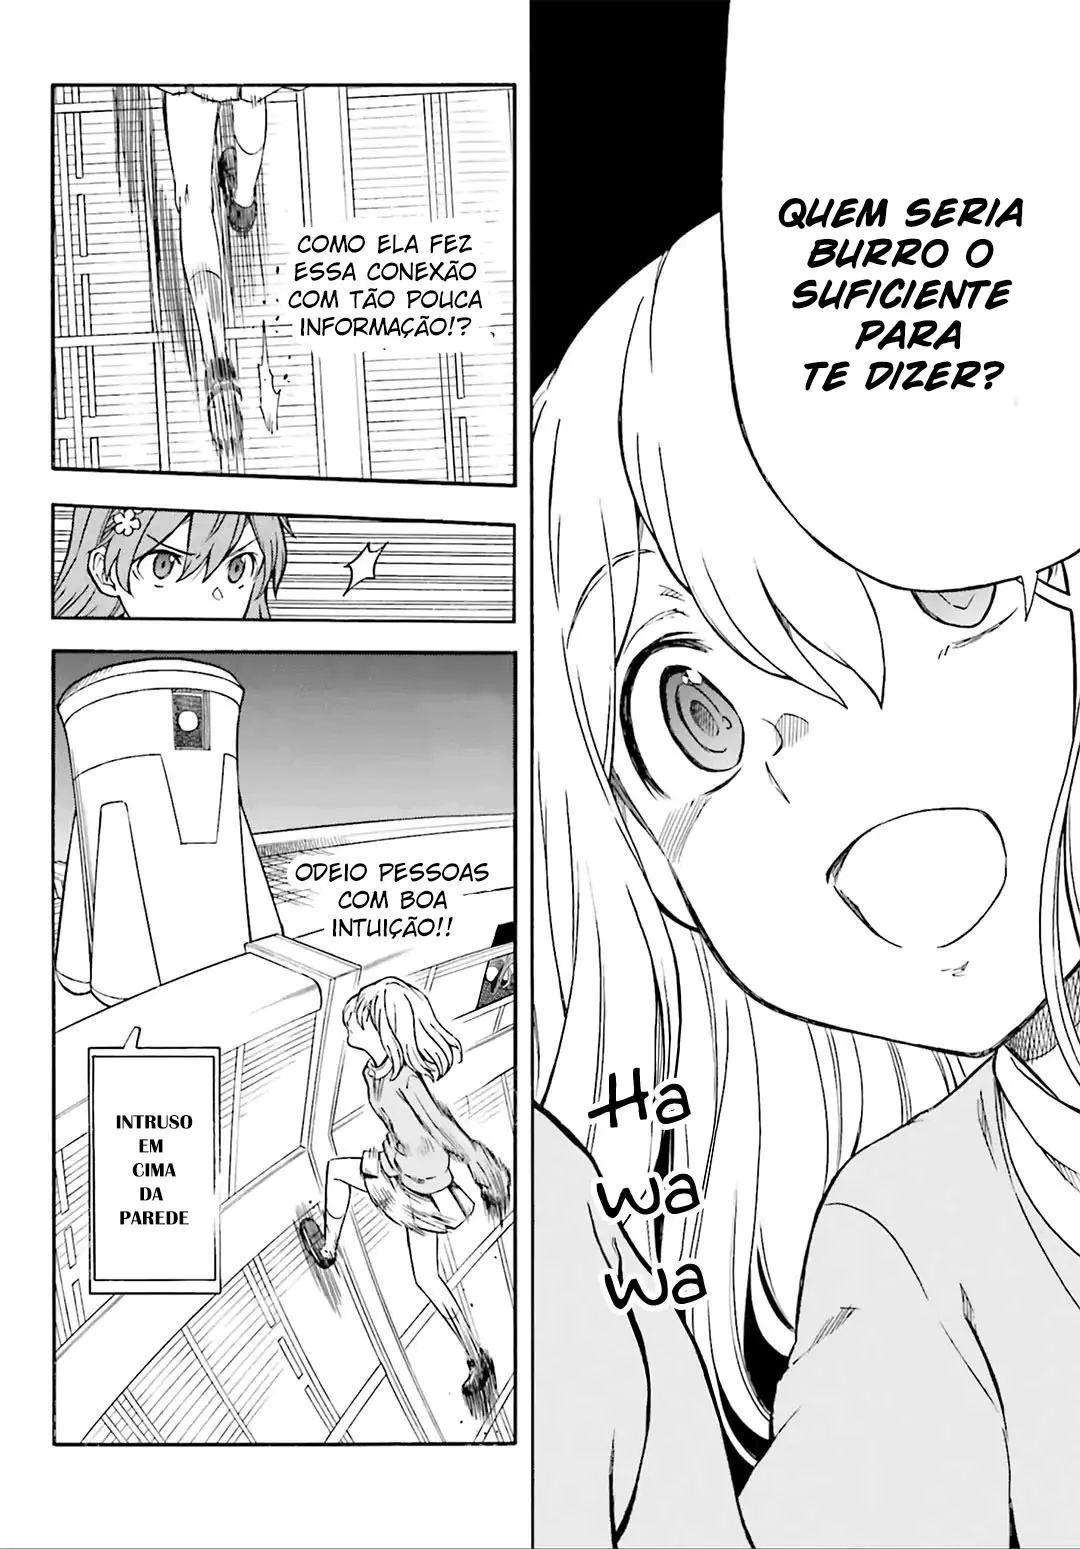 QUEM SERIA
BURRO O
SUFICIENTE
PARA
TE DIZER?
Ha
wa
wa
COMO ELA FEZ
ESSA CONEXÃO
COM TÃO POUCA
INFORMAÇÃO!?
ODEIO PESSOAS
COM BOA
INTUIÇÃO!!
INTRUSO
EM
CIMA
DA
PAREDE